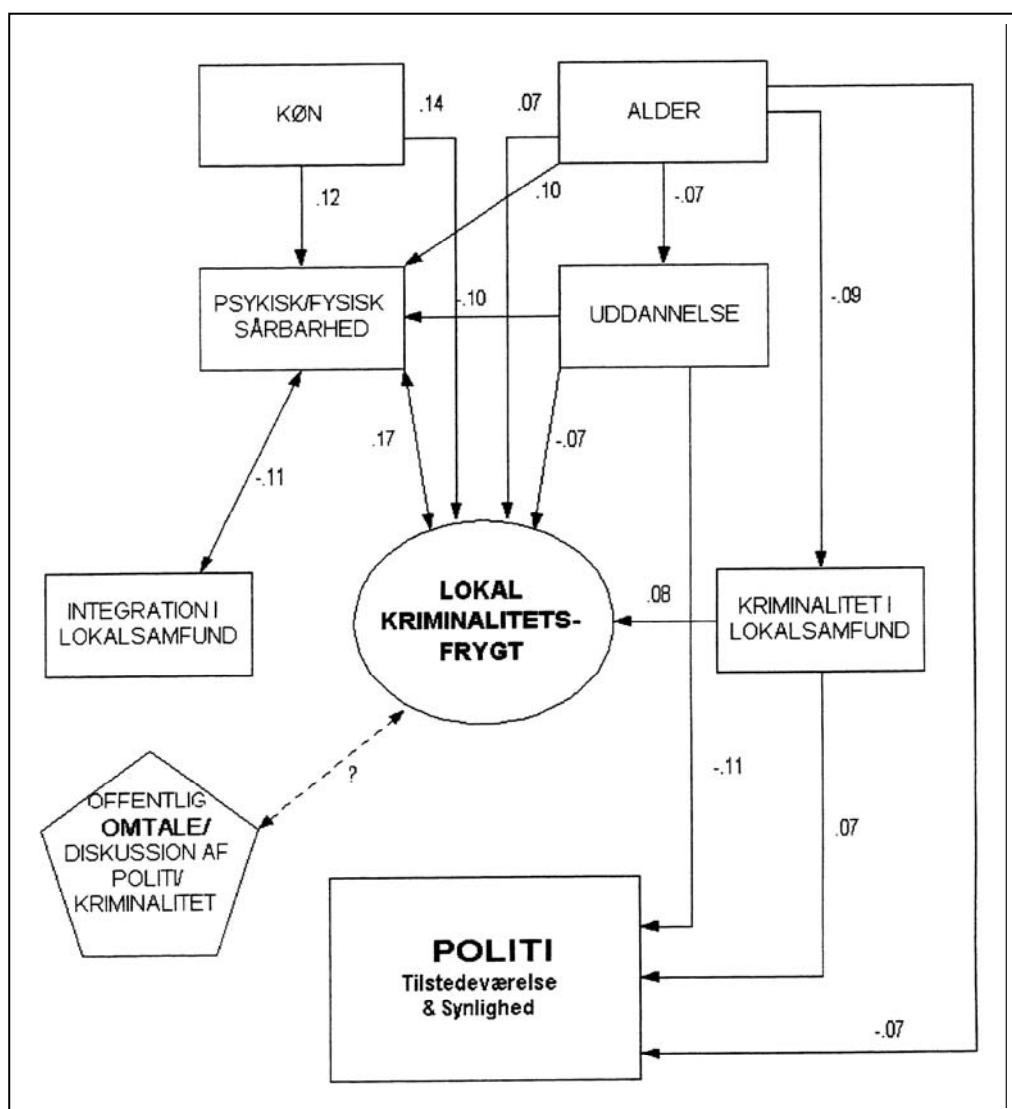 KØN
.14
.07
ALDER
.12
.10
-.07
PSYKISK/FYSISK
SÅRBARHED
-.10
UDDANNELSE
-.09
.17
-.07
-.11
INTEGRATION I
LOKALSAMFUND
LOKAL
KRIMINALITETS-
FRYGT
.08
KRIMINALITET I
LOKALSAMFUND
?
-.11
.07
OFFENTLIG
OMTALE/
DISKUSSION AF
POLITI/
KRIMINALITET
POLITI
Tilstedeværelse
& Synlighed
-.07